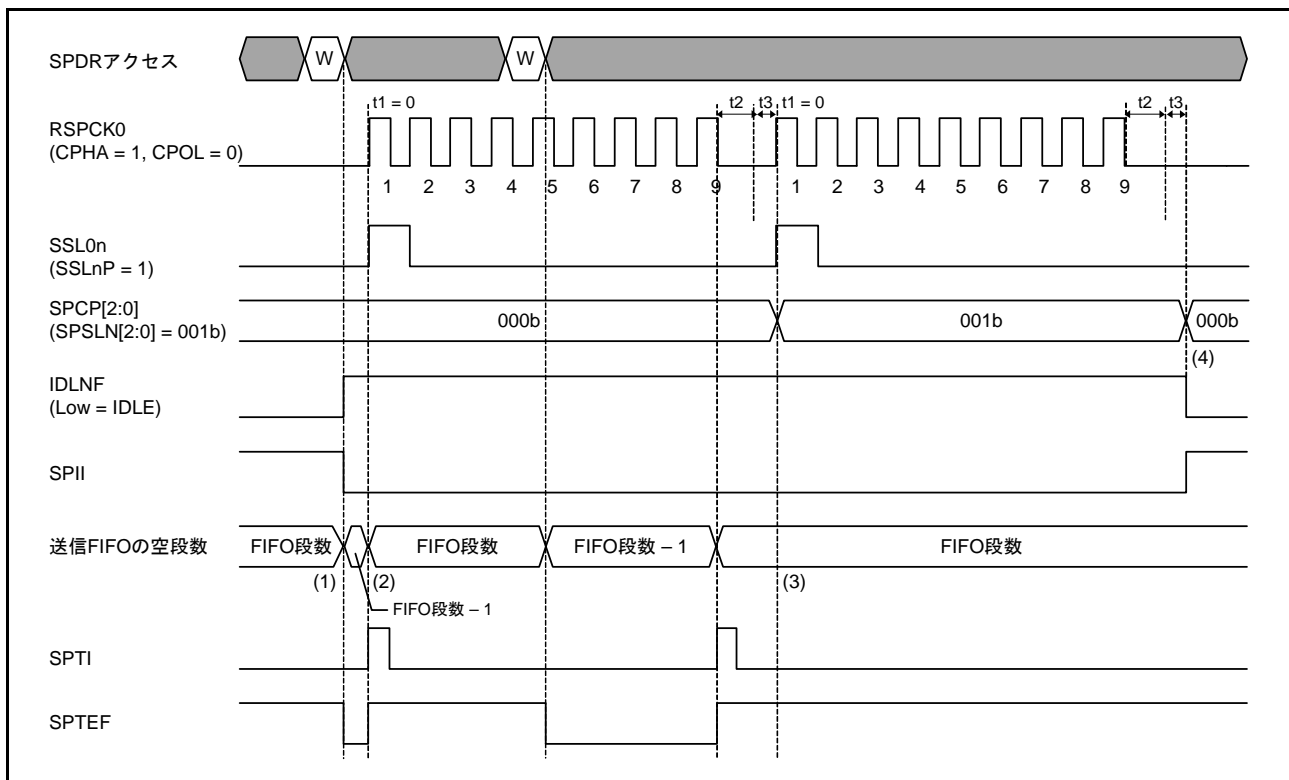 SPDRアクセス
W
W
t1 = 0
t2
t3
t1 = 0
t2
t3
RSPCK0
(CPHA = 1, CPOL = 0)
1 2 3 4 5 6 7 8 9
1 2 3 4 5 6 7 8 9
SSL0n
(SSLnP = 1)
SPCP[2:0]
(SPSLN[2:0] = 001b)
000b
001b
000b
(4)
IDLNF
(Low = IDLE)
SPII
送信FIFOの空段数
FIFO段数
FIFO段数
FIFO段数 – 1
FIFO段数
(1)
(2)
(3)
FIFO段数 – 1
SPTI
SPTEF